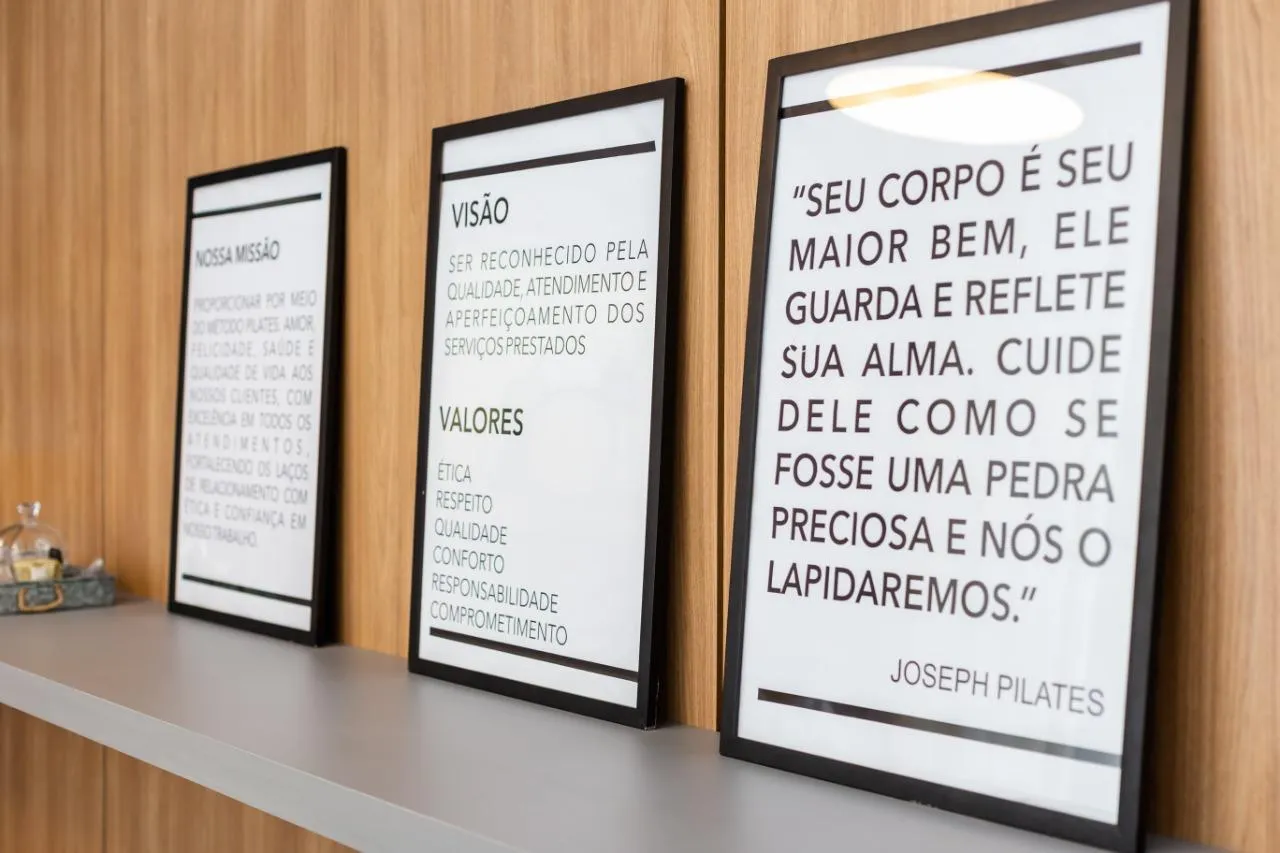 NOSSA MISSÃO
PROPORCIONAR POR MEIO
DO MÉTODO PILATES: AMOR,
FELICIDADE, SAÚDE E
QUALIDADE DE VIDA AOS
NOSSOS CLIENTES, COM
EXCELÊNCIA EM TODOS OS
ATENDIMENTOS,
FORTALECENDO OS LAÇOS
DE RELACIONAMENTO COM
ÉTICA E CONFIANÇA EM
NOSSO TRABALHO.
VISÃO
SER RECONHECIDO PELA
QUALIDADE, ATENDIMENTO E
APERFEIÇOAMENTO DOS
SERVIÇOS PRESTADOS
VALORES
ÉTICA
RESPEITO
QUALIDADE
CONFORTO
RESPONSABILIDADE
COMPROMETIMENTO
“SEU CORPO É SEU
MAIOR BEM, ELE
GUARDA E REFLETE
SUA ALMA. CUIDE
DELE COMO SE
FOSSE UMA PEDRA
PRECIOSA E NÓS O
LAPIDAREMOS.”
JOSEPH PILATES